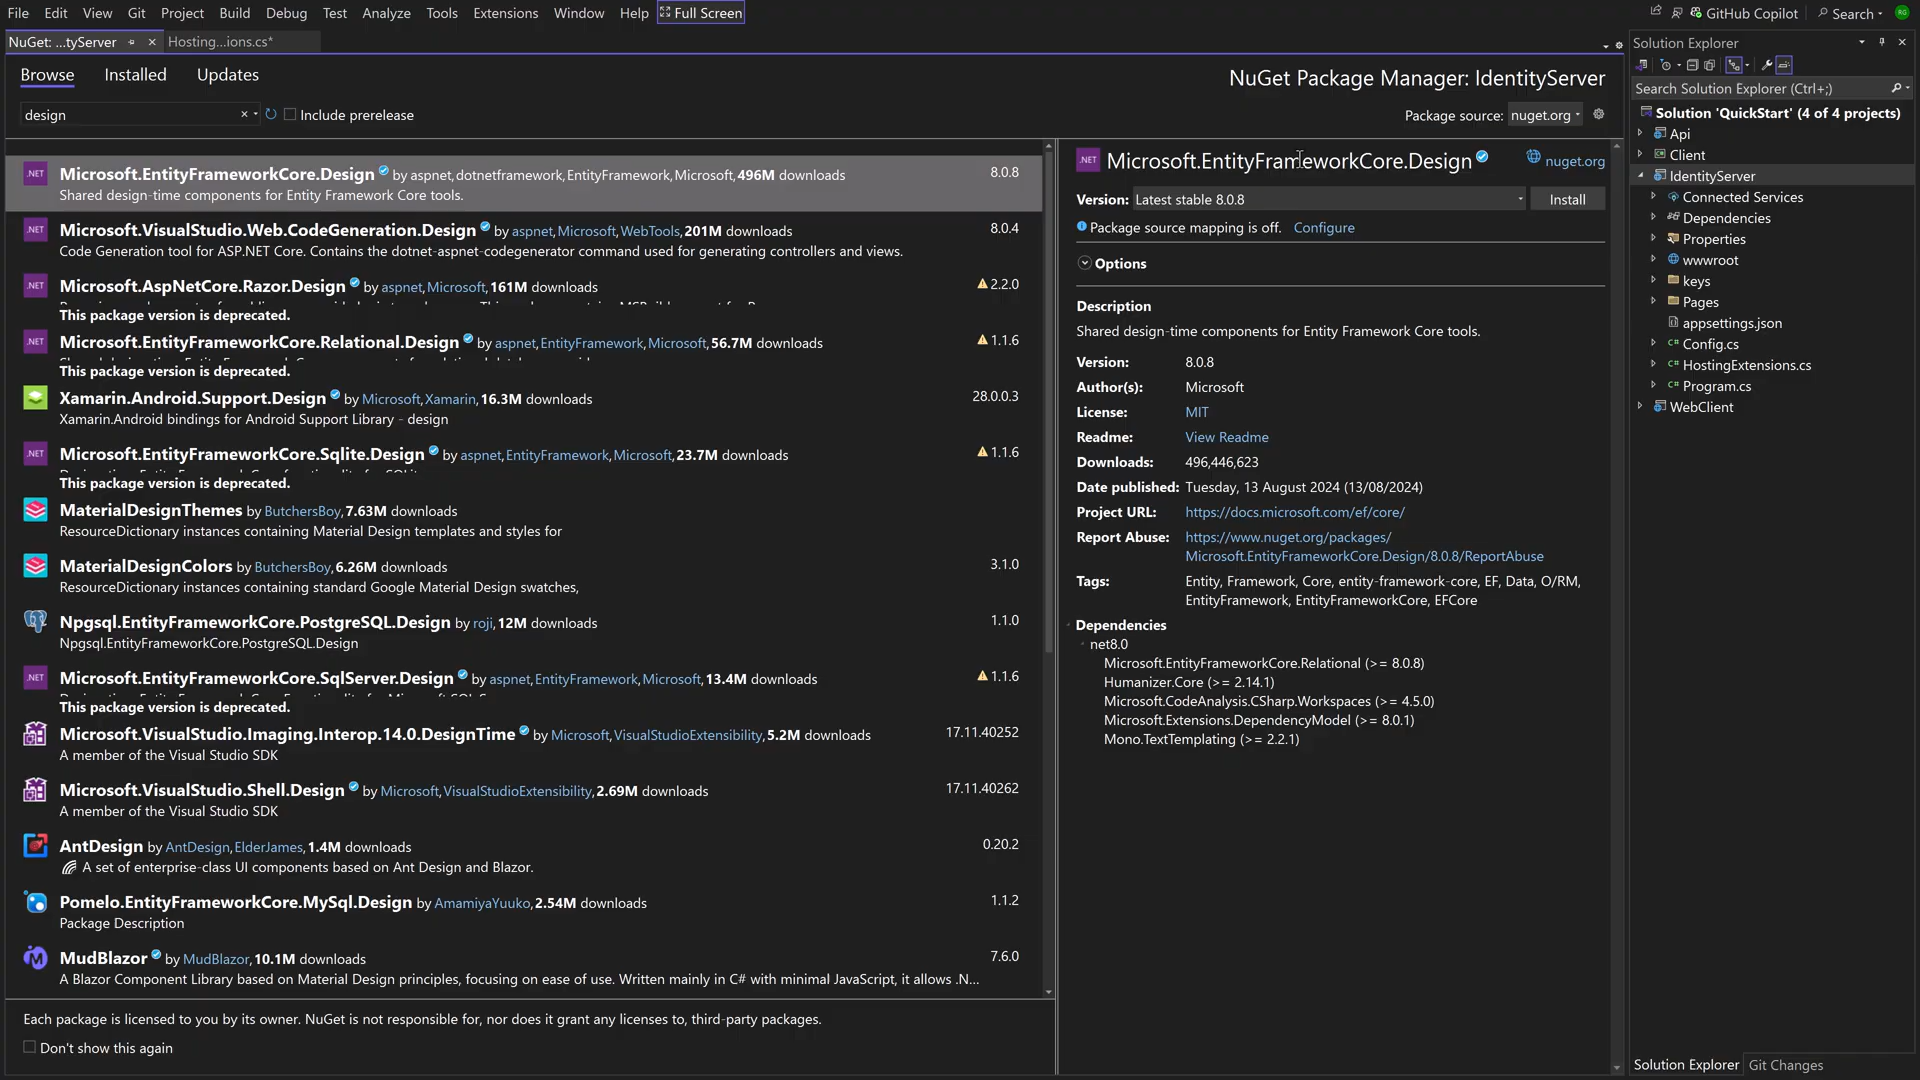 File Edit View Git Project Build Debug Test Analyze Tools Extensions Window Help Full Screen GitHub Copilot Search RG
NuGet: ...tyServer Hosting...ions.cs*
Browse Installed Updates
NuGet Package Manager: IdentityServer
design Include prerelease
Package source: nuget.org
.NET Microsoft.EntityFrameworkCore.Design by aspnet, dotnetframework, EntityFramework, Microsoft, 496M downloads 8.0.8
Shared design-time components for Entity Framework Core tools.
.NET Microsoft.VisualStudio.Web.CodeGeneration.Design by aspnet, Microsoft, WebTools, 201M downloads 8.0.4
Code Generation tool for ASP.NET Core. Contains the dotnet-aspnet-codegenerator command used for generating controllers and views.
.NET Microsoft.AspNetCore.Razor.Design by aspnet, Microsoft, 161M downloads 2.2.0
This package version is deprecated.
.NET Microsoft.EntityFrameworkCore.Relational.Design by aspnet, EntityFramework, Microsoft, 56.7M downloads 1.1.6
This package version is deprecated.
Xamarin.Android.Support.Design by Microsoft, Xamarin, 16.3M downloads 28.0.0.3
Xamarin.Android bindings for Android Support Library - design
.NET Microsoft.EntityFrameworkCore.Sqlite.Design by aspnet, EntityFramework, Microsoft, 23.7M downloads 1.1.6
This package version is deprecated.
MaterialDesignThemes by ButchersBoy, 7.63M downloads
ResourceDictionary instances containing Material Design templates and styles for
MaterialDesignColors by ButchersBoy, 6.26M downloads 3.1.0
ResourceDictionary instances containing standard Google Material Design swatches,
Npgsql.EntityFrameworkCore.PostgreSQL.Design by roji, 12M downloads 1.1.0
Npgsql.EntityFrameworkCore.PostgreSQL.Design
.NET Microsoft.EntityFrameworkCore.SqlServer.Design by aspnet, EntityFramework, Microsoft, 13.4M downloads 1.1.6
This package version is deprecated.
Microsoft.VisualStudio.Imaging.Interop.14.0.DesignTime by Microsoft, VisualStudioExtensibility, 5.2M downloads 17.11.40252
A member of the Visual Studio SDK
Microsoft.VisualStudio.Shell.Design by Microsoft, VisualStudioExtensibility, 2.69M downloads 17.11.40262
A member of the Visual Studio SDK
AntDesign by AntDesign, ElderJames, 1.4M downloads 0.20.2
A set of enterprise-class UI components based on Ant Design and Blazor.
Pomelo.EntityFrameworkCore.MySql.Design by AmamiyaYuuko, 2.54M downloads 1.1.2
Package Description
MudBlazor by MudBlazor, 10.1M downloads 7.6.0
A Blazor Component Library based on Material Design principles, focusing on ease of use. Written mainly in C# with minimal JavaScript, it allows .N...
Each package is licensed to you by its owner. NuGet is not responsible for, nor does it grant any licenses to, third-party packages.
Don't show this again
.NET Microsoft.EntityFrameworkCore.Design nuget.org
Version: Latest stable 8.0.8 Install
Package source mapping is off. Configure
Options
Description
Shared design-time components for Entity Framework Core tools.
Version: 8.0.8
Author(s): Microsoft
License: MIT
Readme: View Readme
Downloads: 496,446,623
Date published: Tuesday, 13 August 2024 (13/08/2024)
Project URL: https://docs.microsoft.com/ef/core/
Report Abuse: https://www.nuget.org/packages/
Microsoft.EntityFrameworkCore.Design/8.0.8/ReportAbuse
Tags: Entity, Framework, Core, entity-framework-core, EF, Data, O/RM,
EntityFramework, EntityFrameworkCore, EFCore
Dependencies
net8.0
Microsoft.EntityFrameworkCore.Relational (>= 8.0.8)
Humanizer.Core (>= 2.14.1)
Microsoft.CodeAnalysis.CSharp.Workspaces (>= 4.5.0)
Microsoft.Extensions.DependencyModel (>= 8.0.1)
Mono.TextTemplating (>= 2.2.1)
Solution Explorer
Search Solution Explorer (Ctrl+;)
Solution 'QuickStart' (4 of 4 projects)
Api
Client
IdentityServer
Connected Services
Dependencies
Properties
wwwroot
keys
Pages
appsettings.json
C# Config.cs
C# HostingExtensions.cs
C# Program.cs
WebClient
Solution Explorer Git Changes